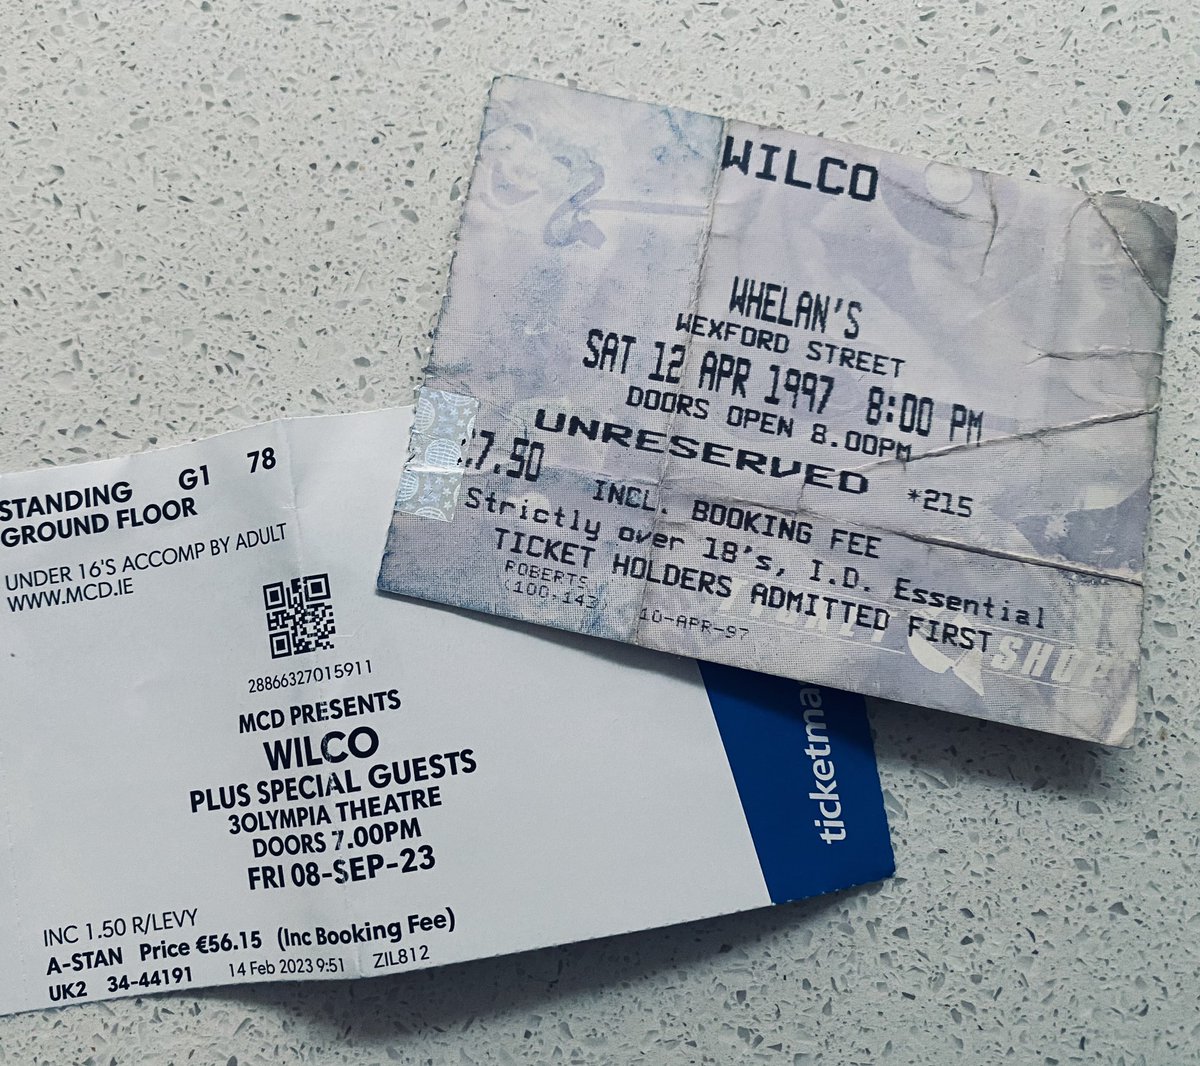 WILCO
WHELAN'S
WEXFORD STREET
SAT 12 APR 1997 8:00 PM
DOORS OPEN 8.00PM
UNRESERVED *215
7.50 INCL. BOOKING FEE
Strictly over 18's, I.D. Essential
TICKET HOLDERS ADMITTED FIRST
ROBERTS
(100.143) 10-APR-97
SHOP
STANDING G1 78
GROUND FLOOR
UNDER 16'S ACCOMP BY ADULT
WWW.MCD.IE
28866327015911
MCD PRESENTS
WILCO
PLUS SPECIAL GUESTS
3OLYMPIA THEATRE
DOORS 7.00PM
FRI 08-SEP-23
INC 1.50 R/LEVY
A-STAN Price €56.15 (Inc Booking Fee)
UK2 34-44191 14 Feb 2023 9:51 ZIL812
ticketma